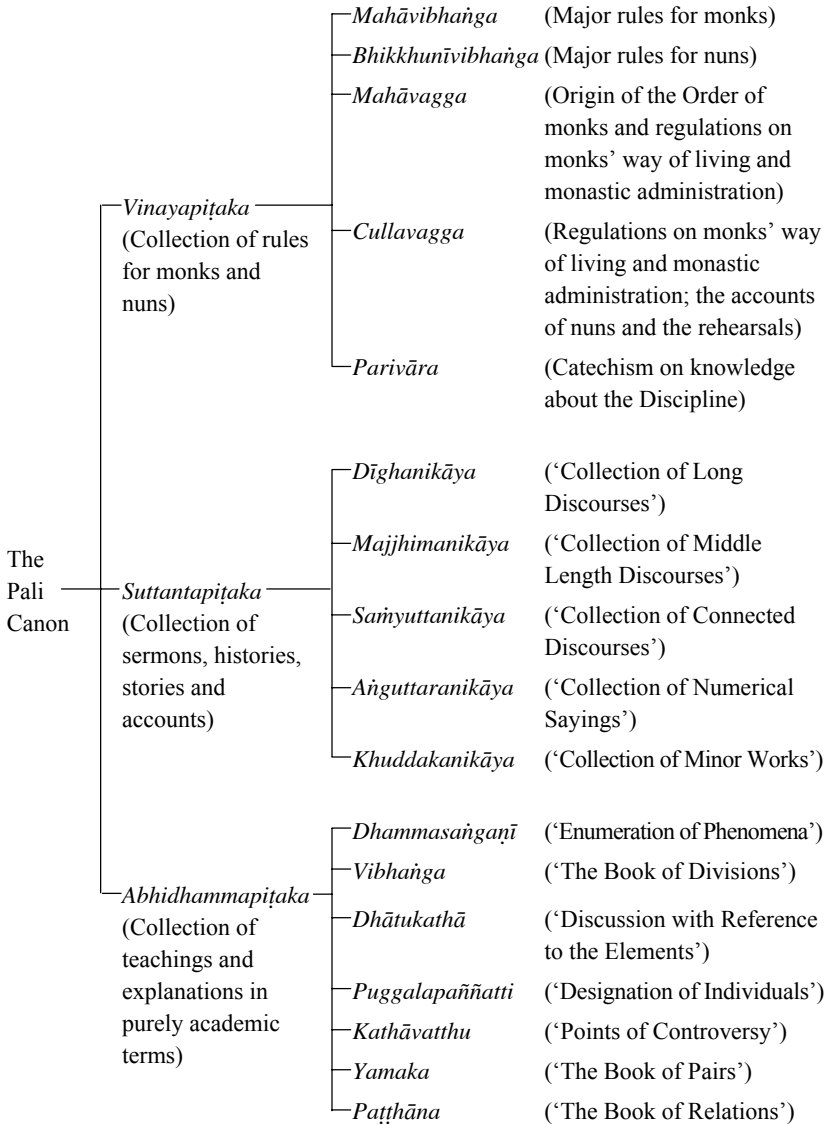 Mahāvibhaṅga (Major rules for monks)
Bhikkhunīvibhaṅga (Major rules for nuns)
Mahāvagga (Origin of the Order of
monks and regulations on
monks’ way of living and
monastic administration)
Vinayapiṭaka
(Collection of rules
for monks and
nuns)
Cullavagga (Regulations on monks’ way
of living and monastic
administration; the accounts
of nuns and the rehearsals)
Parivāra (Catechism on knowledge
about the Discipline)
The
Pali
Canon
Suttantapiṭaka
(Collection of
sermons, histories,
stories and
accounts)
Dīghanikāya (‘Collection of Long
Discourses’)
Majjhimanikāya (‘Collection of Middle
Length Discourses’)
Saṁyuttanikāya (‘Collection of Connected
Discourses’)
Aṅguttaranikāya (‘Collection of Numerical
Sayings’)
Khuddakanikāya (‘Collection of Minor Works’)
Abhidhammapiṭaka
(Collection of
teachings and
explanations in
purely academic
terms)
Dhammasaṅgaṇī (‘Enumeration of Phenomena’)
Vibhaṅga (‘The Book of Divisions’)
Dhātukathā (‘Discussion with Reference
to the Elements’)
Puggalapaññatti (‘Designation of Individuals’)
Kathāvatthu (‘Points of Controversy’)
Yamaka (‘The Book of Pairs’)
Paṭṭhāna (‘The Book of Relations’)